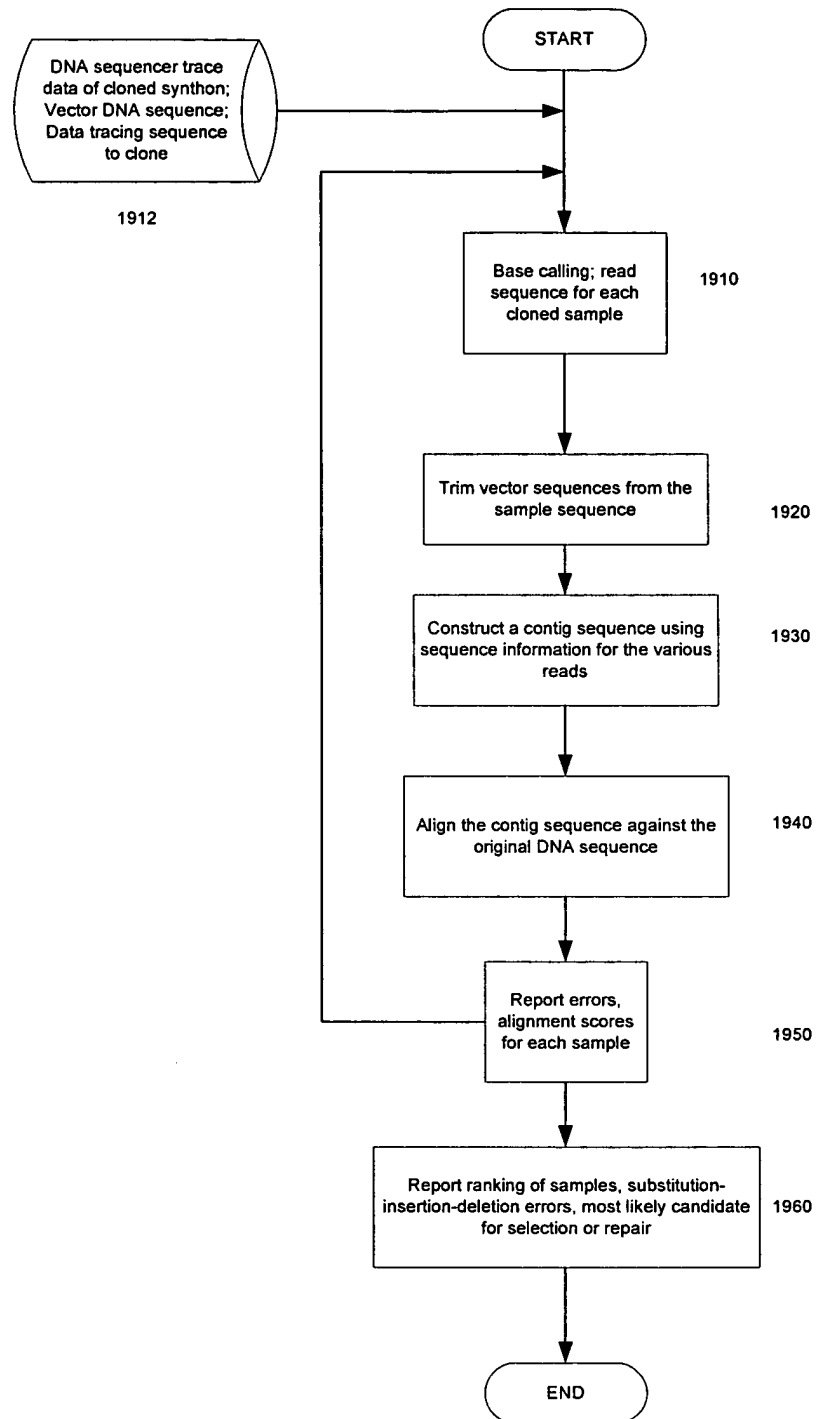 START
DNA sequencer trace
data of cloned synthon;
Vector DNA sequence;
Data tracing sequence
to clone
1912
Base calling; read
sequence for each
cloned sample
1910
Trim vector sequences from the
sample sequence
1920
Construct a contig sequence using
sequence information for the various
reads
1930
Align the contig sequence against the
original DNA sequence
1940
Report errors,
alignment scores
for each sample
1950
Report ranking of samples, substitution-
insertion-deletion errors, most likely candidate
for selection or repair
1960
END